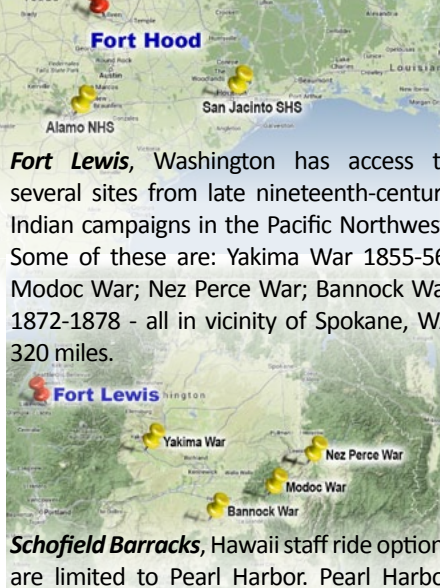 Fort Hood
Austin
San Jacinto SHS
Alamo NHS
Fort Lewis, Washington has access t
several sites from late nineteenth-centur
Indian campaigns in the Pacific Northwes
Some of these are: Yakima War 1855-56
Modoc War; Nez Perce War; Bannock Wa
1872-1878 - all in vicinity of Spokane, W
320 miles.
Fort Lewis hington
Yakima War
Nez Perce War
Modoc War
Bannock War
Schofield Barracks, Hawaii staff ride option
are limited to Pearl Harbor. Pearl Harbo